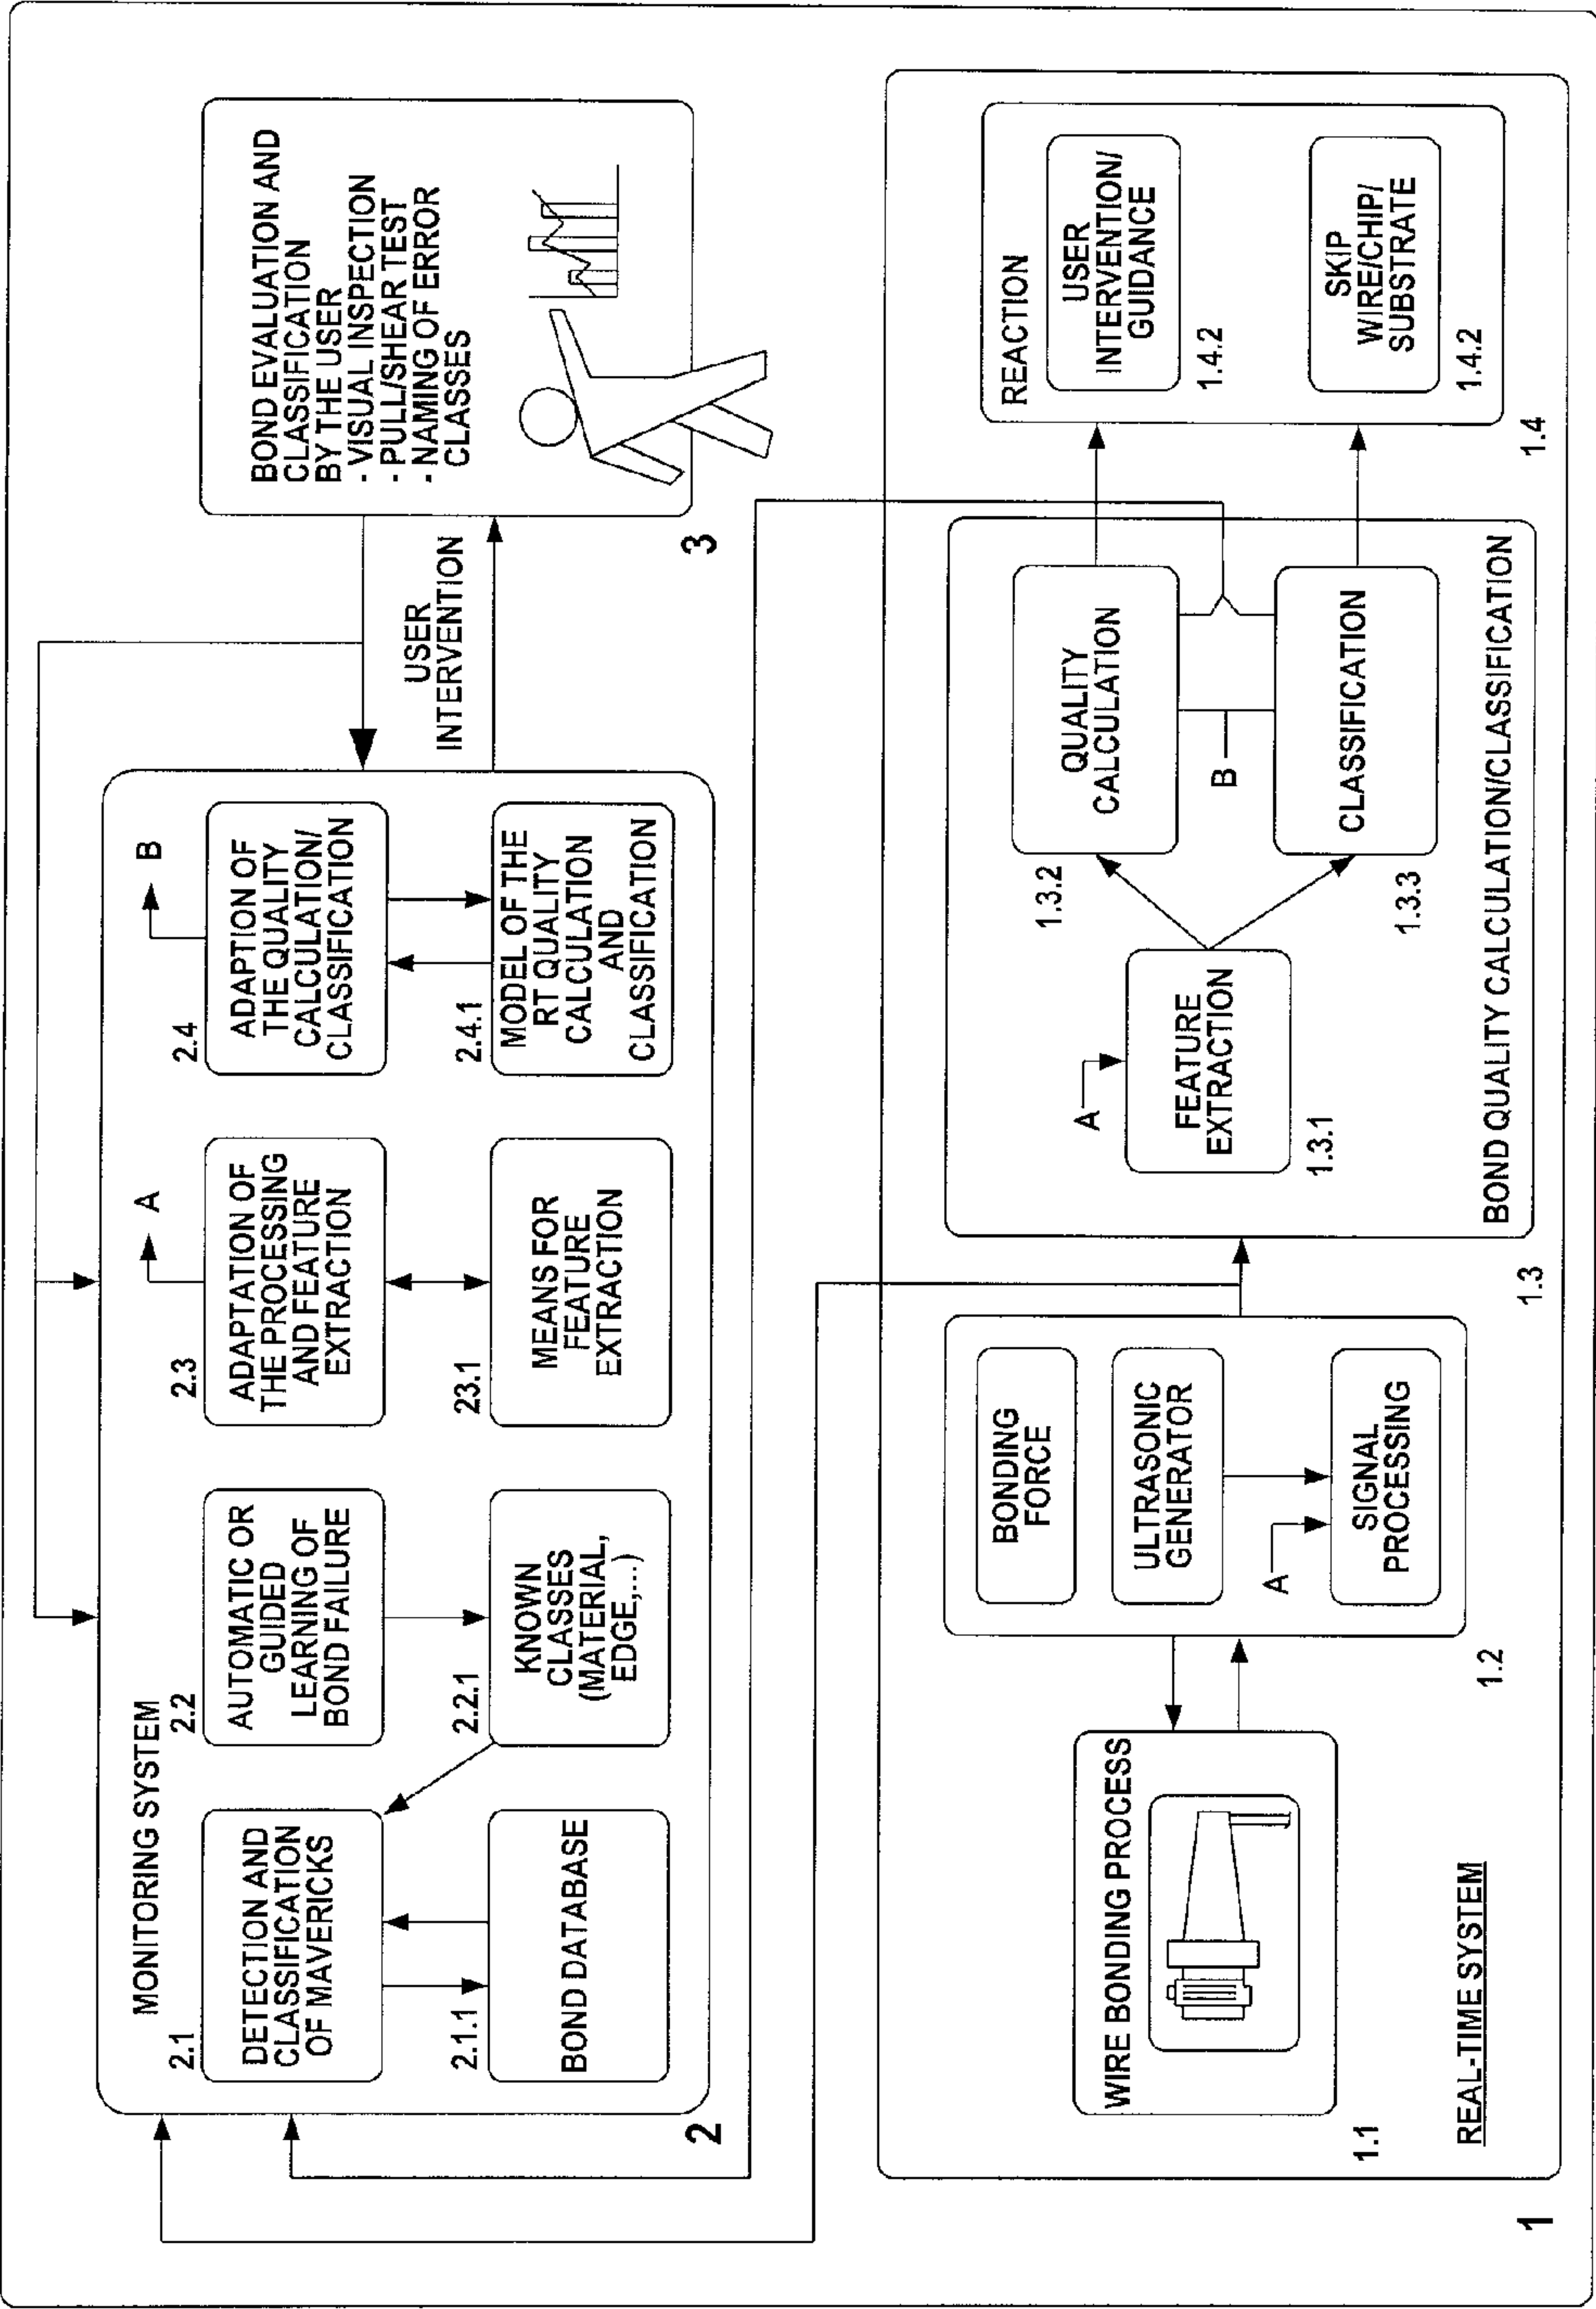 MONITORING SYSTEM
2.1
DETECTION AND
CLASSIFICATION
OF MAVERICKS
2.1.1
BOND DATABASE
2.2
AUTOMATIC OR
GUIDED
LEARNING OF
BOND FAILURE
2.2.1
KNOWN
CLASSES
(MATERIAL,
EDGE,...)
2.3
ADAPTATION OF
THE PROCESSING
AND FEATURE
EXTRACTION
A
23.1
MEANS FOR
FEATURE
EXTRACTION
2.4
ADAPTION OF
THE QUALITY
CALCULATION/
CLASSIFICATION
B
2.4.1
MODEL OF THE
RT QUALITY
CALCULATION
AND
CLASSIFICATION
2
USER
INTERVENTION
BOND EVALUATION AND
CLASSIFICATION
BY THE USER
- VISUAL INSPECTION
- PULL/SHEAR TEST
- NAMING OF ERROR
CLASSES
3
WIRE BONDING PROCESS
1.1
REAL-TIME SYSTEM
1
BONDING
FORCE
ULTRASONIC
GENERATOR
A
SIGNAL
PROCESSING
1.2
A
FEATURE
EXTRACTION
1.3.1
1.3.2
QUALITY
CALCULATION
B
CLASSIFICATION
1.3.3
BOND QUALITY CALCULATION/CLASSIFICATION
1.3
REACTION
USER
INTERVENTION/
GUIDANCE
1.4.2
SKIP
WIRE/CHIP/
SUBSTRATE
1.4.2
1.4